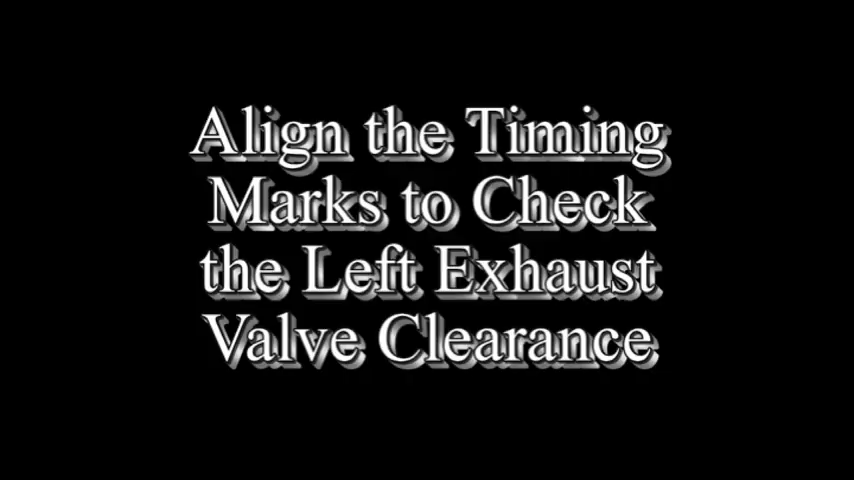 Align the Timing
Marks to Check
the Left Exhaust
Valve Clearance